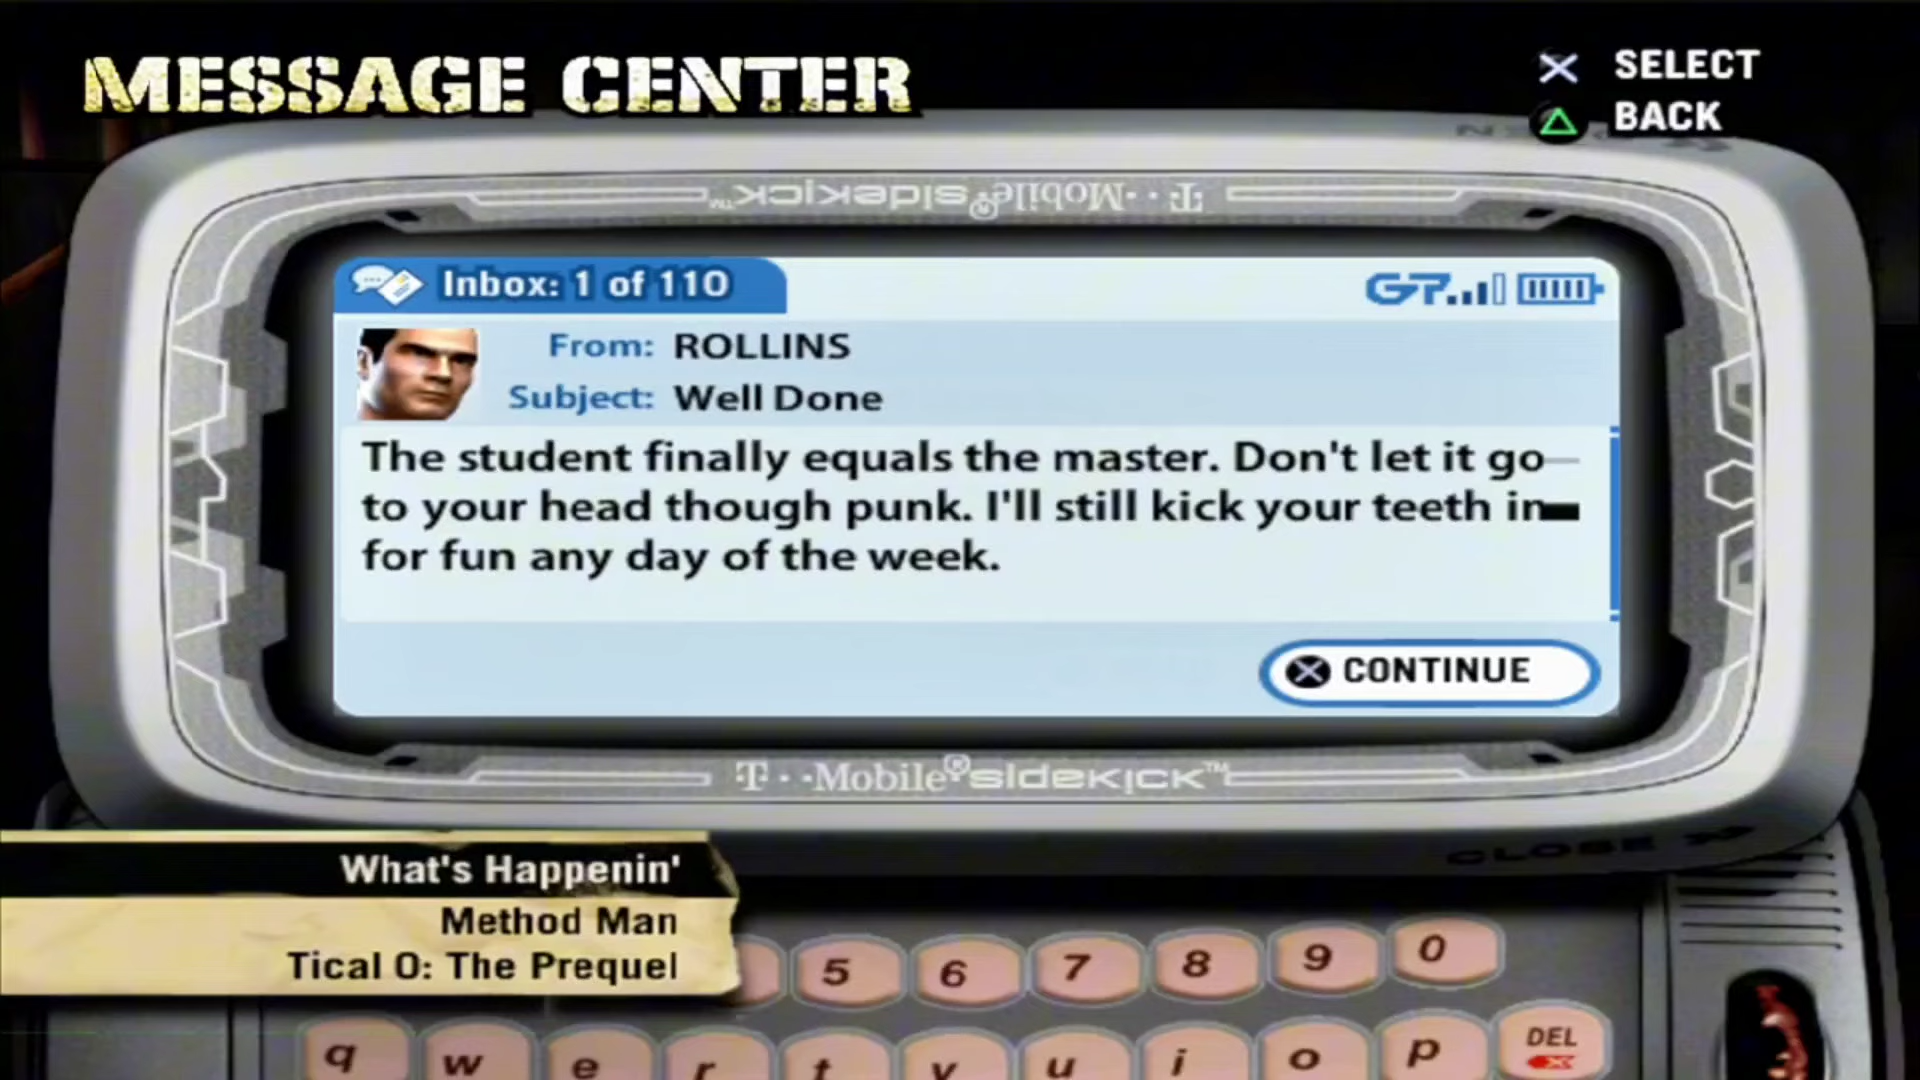 MESSAGE CENTER
SELECT
BACK
T··Mobile® sidekick™
Inbox: 1 of 110
From: ROLLINS
Subject: Well Done
The student finally equals the master. Don't let it go
to your head though punk. I'll still kick your teeth in
for fun any day of the week.
CONTINUE
T··Mobile® sidekick™
CLOSE
What's Happenin'
Method Man
Tical 0: The Prequel
5 6 7 8 9 0
q w e r t y u i o p DEL